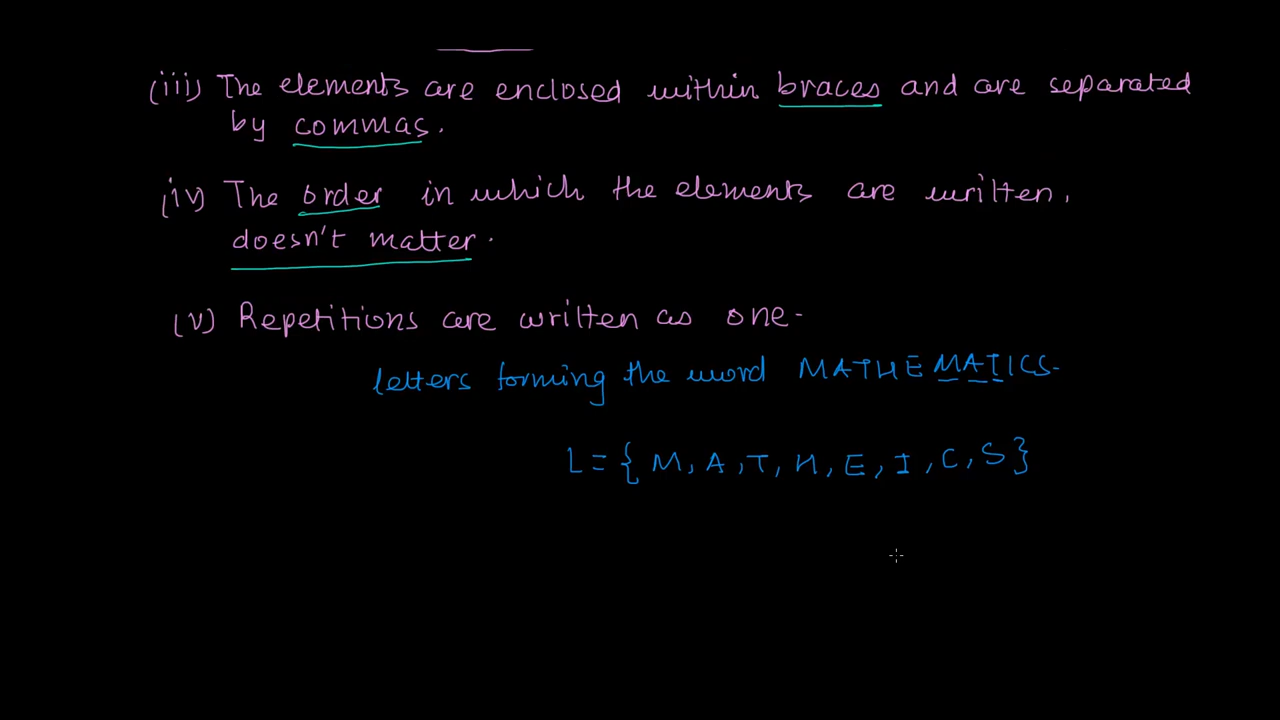 (iii) The elements are enclosed within braces and are separated
by commas.
(iv) The order in which the elements are written,
doesn't matter.
(v) Repetitions are written as one.
letters forming the word MATHEMATICS.
L = { M, A, T, H, E, I, C, S }